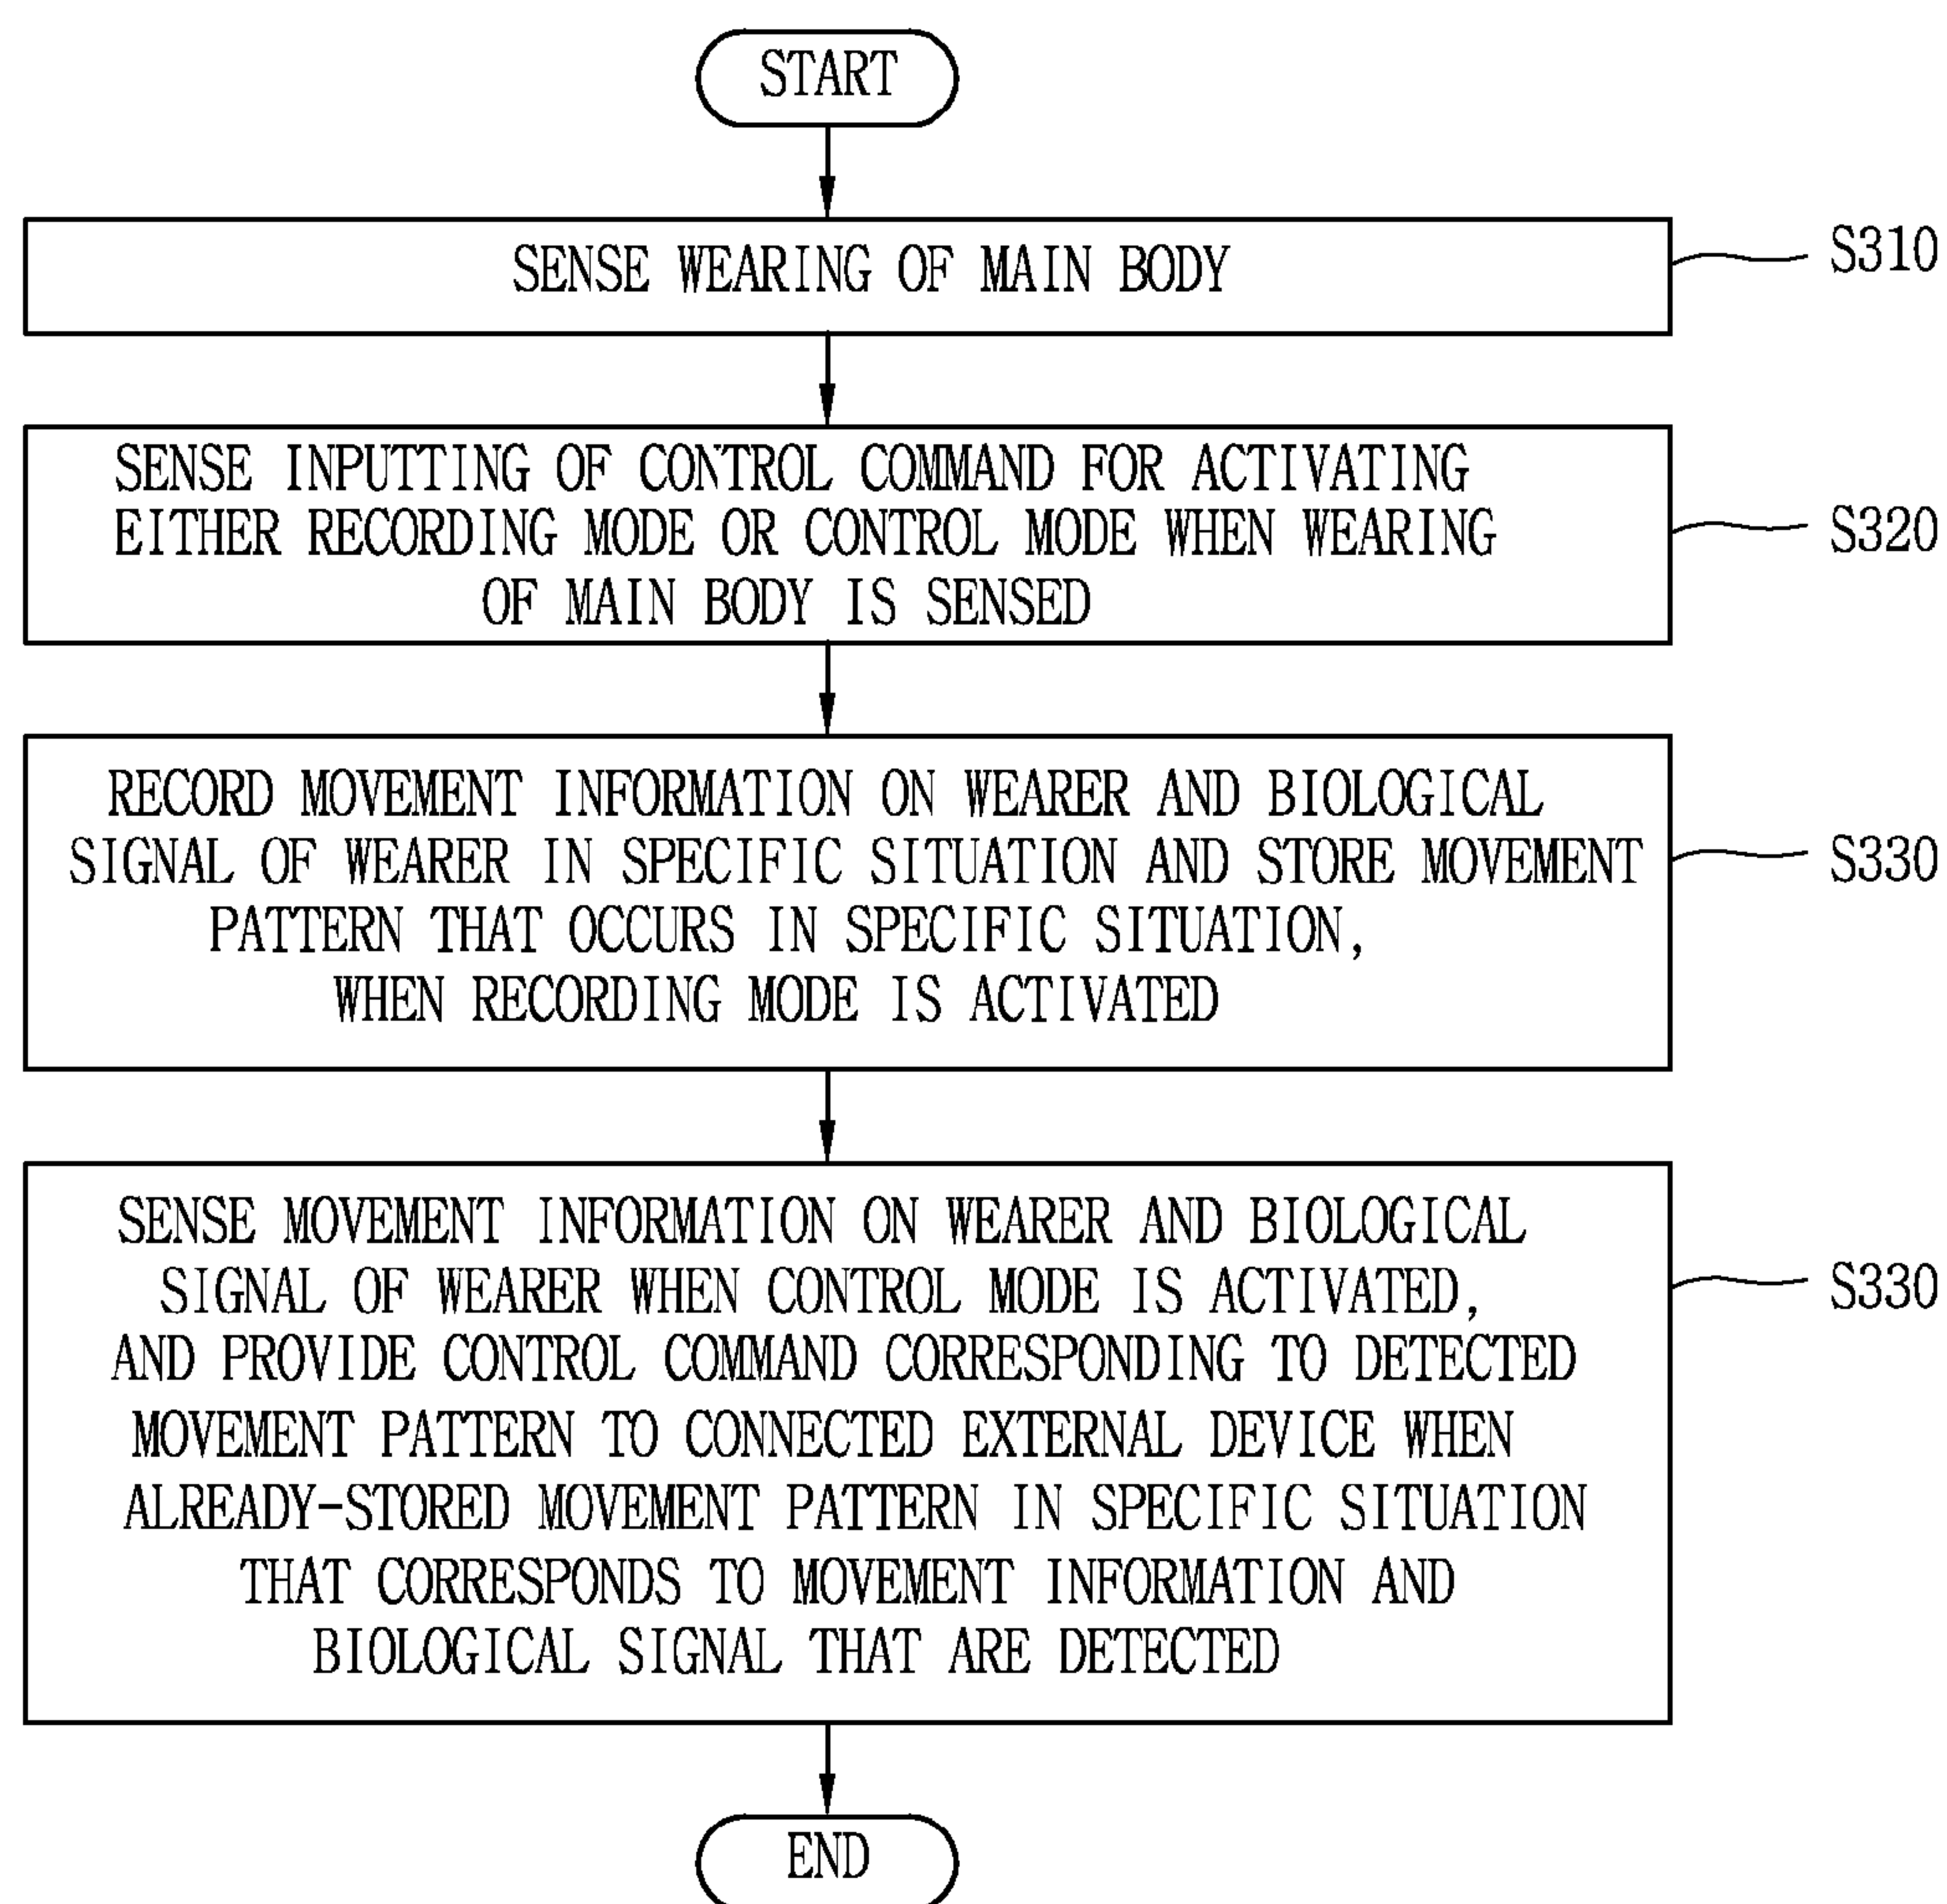 START
SENSE WEARING OF MAIN BODY
S310
SENSE INPUTTING OF CONTROL COMMAND FOR ACTIVATING
EITHER RECORDING MODE OR CONTROL MODE WHEN WEARING
OF MAIN BODY IS SENSED
S320
RECORD MOVEMENT INFORMATION ON WEARER AND BIOLOGICAL
SIGNAL OF WEARER IN SPECIFIC SITUATION AND STORE MOVEMENT
PATTERN THAT OCCURS IN SPECIFIC SITUATION,
WHEN RECORDING MODE IS ACTIVATED
S330
SENSE MOVEMENT INFORMATION ON WEARER AND BIOLOGICAL
SIGNAL OF WEARER WHEN CONTROL MODE IS ACTIVATED,
AND PROVIDE CONTROL COMMAND CORRESPONDING TO DETECTED
MOVEMENT PATTERN TO CONNECTED EXTERNAL DEVICE WHEN
ALREADY-STORED MOVEMENT PATTERN IN SPECIFIC SITUATION
THAT CORRESPONDS TO MOVEMENT INFORMATION AND
BIOLOGICAL SIGNAL THAT ARE DETECTED
S330
END